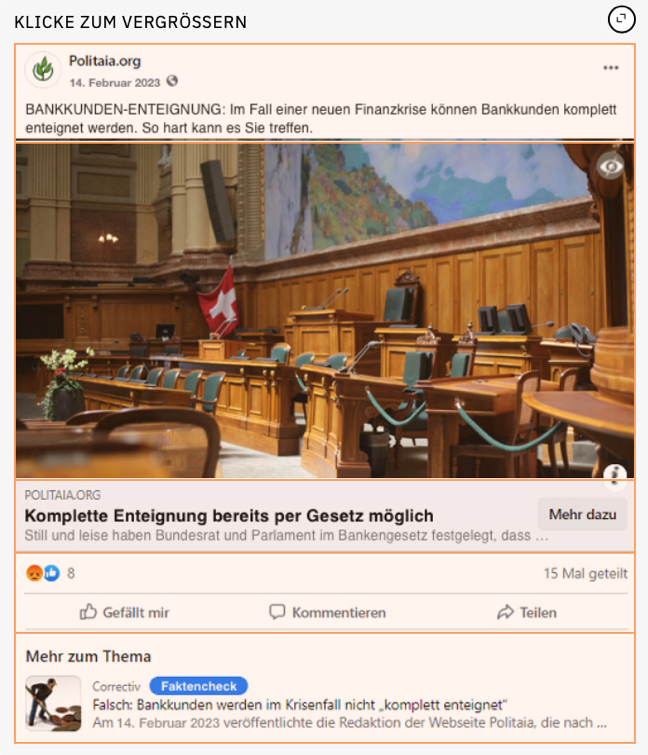 KLICKE ZUM VERGRÖSSERN
Politaia.org
14. Februar 2023
BANKKUNDEN-ENTEIGNUNG: Im Fall einer neuen Finanzkrise können Bankkunden komplett
enteignet werden. So hart kann es Sie treffen.
POLITAIA.ORG
Komplette Enteignung bereits per Gesetz möglich
Mehr dazu
Still und leise haben Bundesrat und Parlament im Bankengesetz festgelegt, dass ...
8
15 Mal geteilt
Gefällt mir
Kommentieren
Teilen
Mehr zum Thema
Correctiv Faktencheck
Falsch: Bankkunden werden im Krisenfall nicht „komplett enteignet“
Am 14. Februar 2023 veröffentlichte die Redaktion der Webseite Politaia, die nach ...